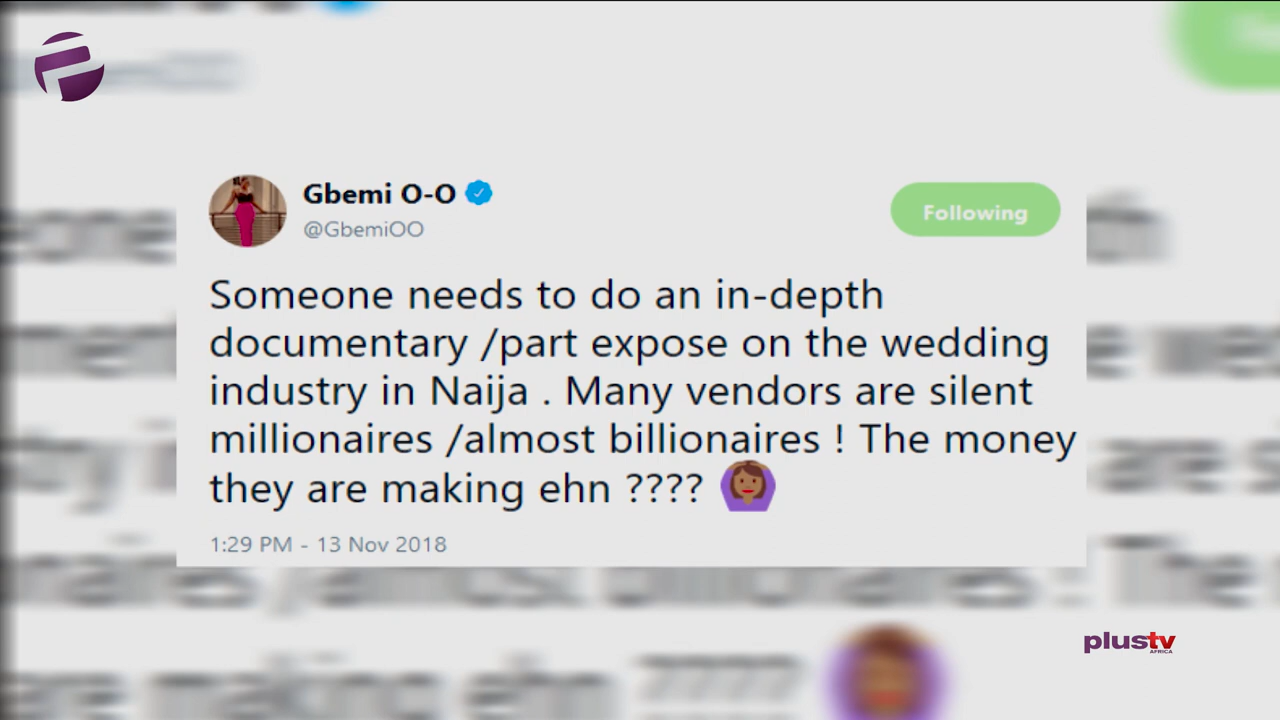 Gbemi O-O
@GbemiOO
Following
Someone needs to do an in-depth
documentary /part expose on the wedding
industry in Naija . Many vendors are silent
millionaires /almost billionaires ! The money
they are making ehn ???? 🙆🏾‍♀️
1:29 PM - 13 Nov 2018
plustv
AFRICA